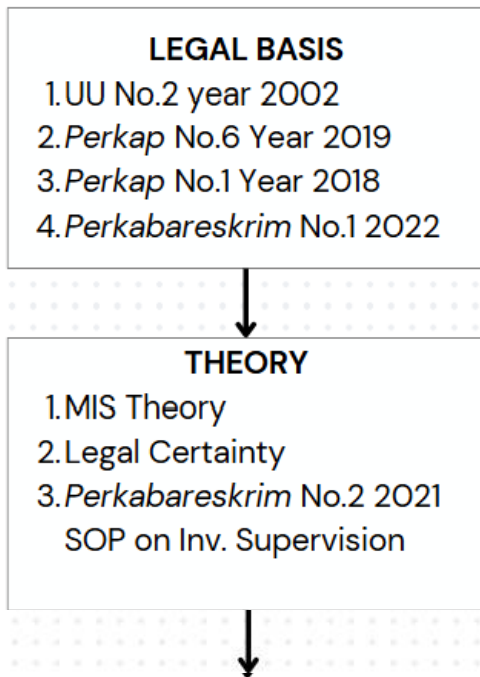 LEGAL BASIS
1.UU No.2 year 2002
2.Perkap No.6 Year 2019
3.Perkap No.1 Year 2018
4.Perkabareskrim No.1 2022
THEORY
1.MIS Theory
2.Legal Certainty
3.Perkabareskrim No.2 2021
SOP on Inv. Supervision